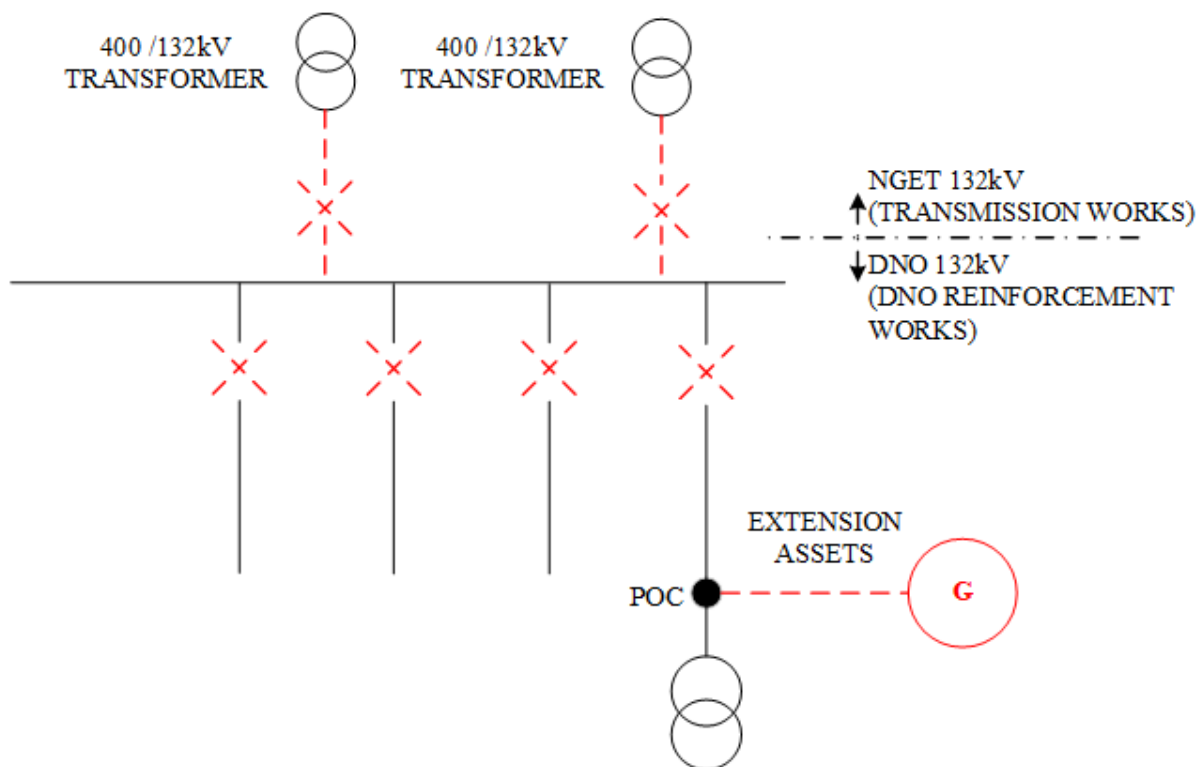 400 /132kV
TRANSFORMER
400 /132kV
TRANSFORMER
NGET 132kV
(TRANSMISSION WORKS)
DNO 132kV
(DNO REINFORCEMENT
WORKS)
EXTENSION
ASSETS
POC
G